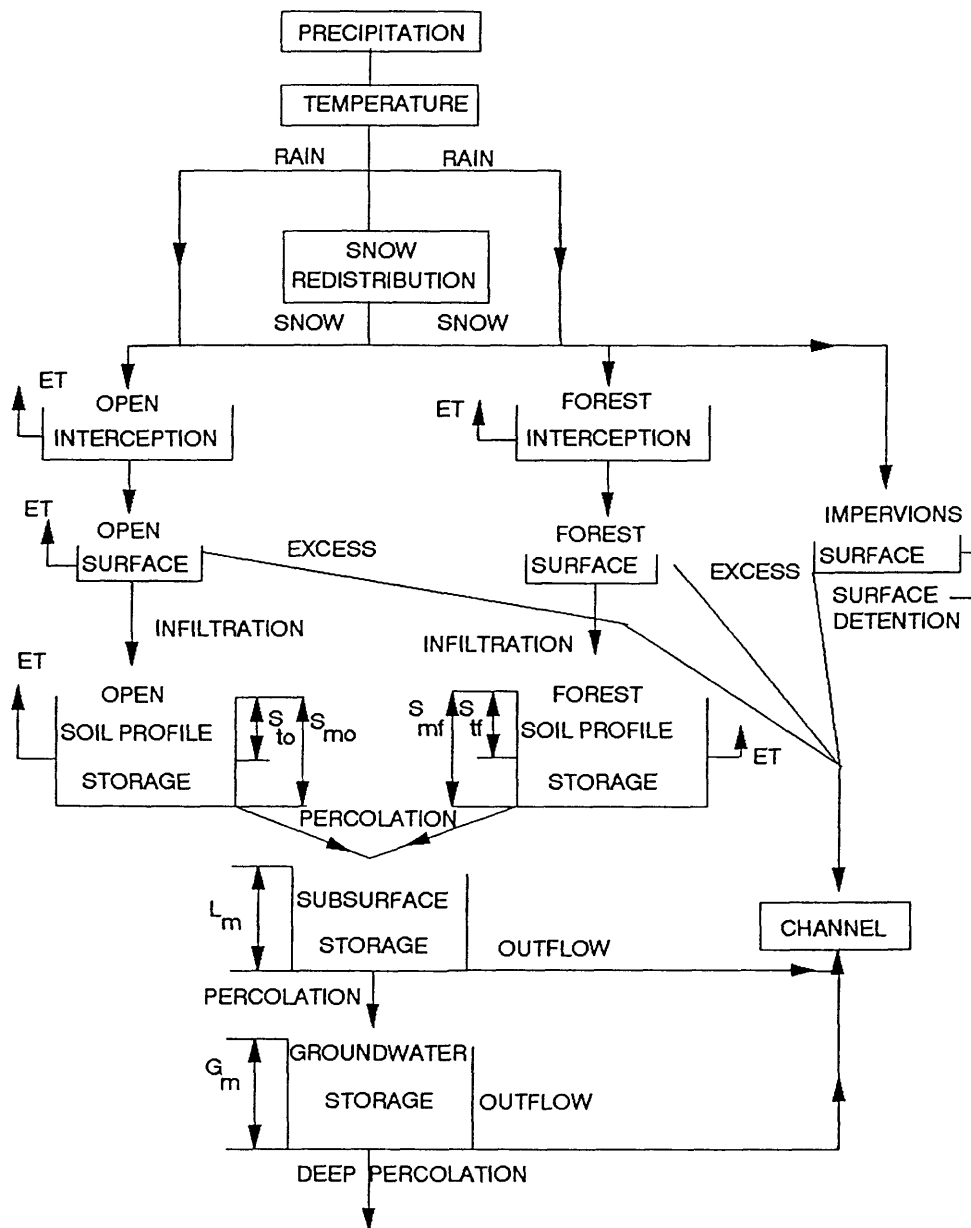 PRECIPITATION
TEMPERATURE
RAIN
RAIN
SNOW
REDISTRIBUTION
SNOW
SNOW
ET
OPEN
INTERCEPTION
ET
FOREST
INTERCEPTION
ET
OPEN
SURFACE
EXCESS
FOREST
SURFACE
EXCESS
IMPERVIONS
SURFACE
SURFACE
DETENTION
INFILTRATION
INFILTRATION
ET
OPEN
SOIL PROFILE
STORAGE
S to
S mo
S mf
S tf
FOREST
SOIL PROFILE
STORAGE
ET
PERCOLATION
L m
SUBSURFACE
STORAGE
OUTFLOW
CHANNEL
PERCOLATION
G m
GROUNDWATER
STORAGE
OUTFLOW
DEEP PERCOLATION